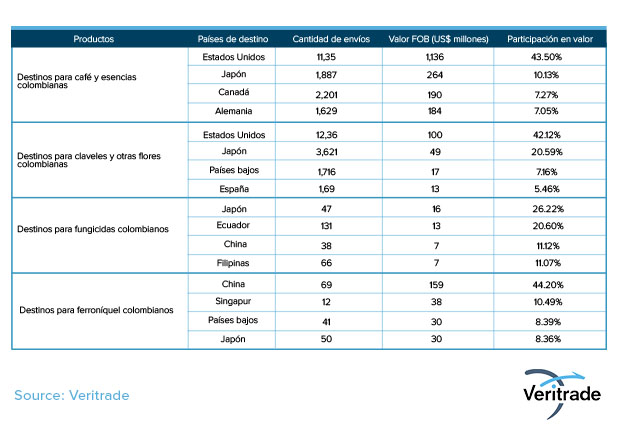 Productos Países de destino Cantidad de envíos Valor FOB (US$ millones) Participación en valor
Destinos para café y esencias
colombianas
Estados Unidos 11,35 1,136 43.50%
Japón 1,887 264 10.13%
Canadá 2,201 190 7.27%
Alemania 1,629 184 7.05%
Destinos para claveles y otras flores
colombianas
Estados Unidos 12,36 100 42.12%
Japón 3,621 49 20.59%
Países bajos 1,716 17 7.16%
España 1,69 13 5.46%
Destinos para fungicidas colombianos
Japón 47 16 26.22%
Ecuador 131 13 20.60%
China 38 7 11.12%
Filipinas 66 7 11.07%
Destinos para ferroníquel colombianos
China 69 159 44.20%
Singapur 12 38 10.49%
Países bajos 41 30 8.39%
Japón 50 30 8.36%
Source: Veritrade
Veritrade